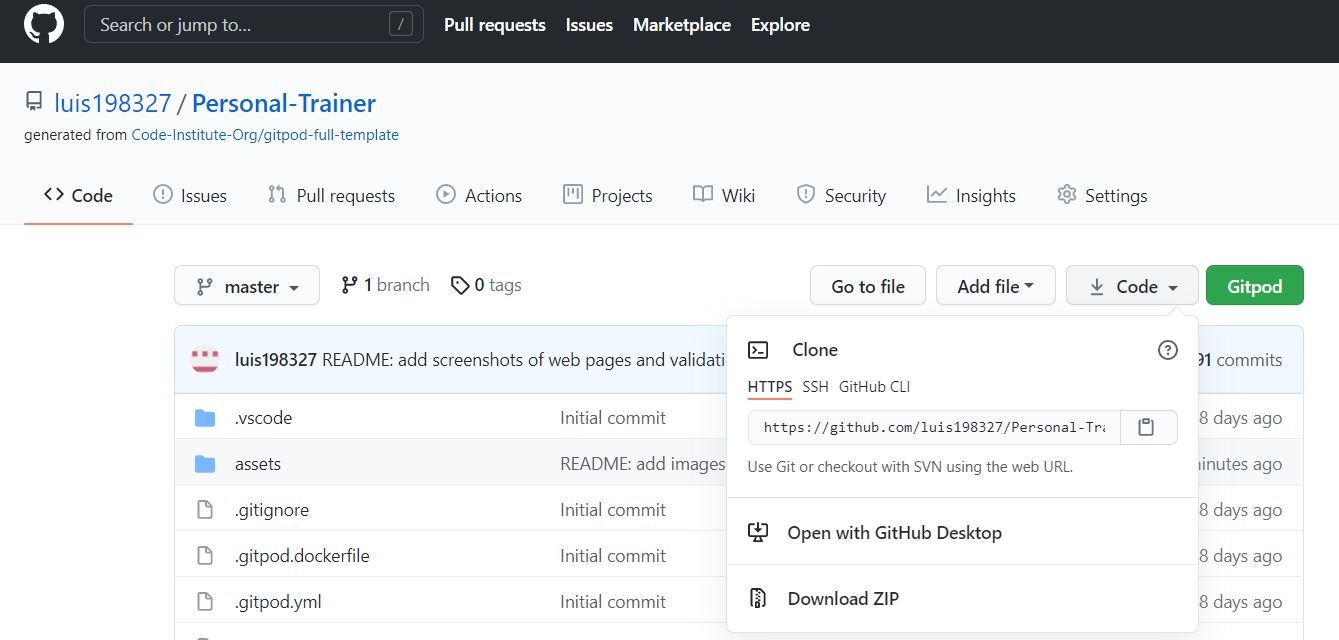 Search or jump to... / Pull requests Issues Marketplace Explore
luis198327 / Personal-Trainer
generated from Code-Institute-Org/gitpod-full-template
Code Issues Pull requests Actions Projects Wiki Security Insights Settings
master 1 branch 0 tags Go to file Add file Code Gitpod
Clone
luis198327 README: add screenshots of web pages and validati 91 commits
HTTPS SSH GitHub CLI
.vscode Initial commit 8 days ago
https://github.com/luis198327/Personal-Tra
assets README: add images ago
Use Git or checkout with SVN using the web URL.
.gitignore Initial commit 8 days ago
Open with GitHub Desktop
.gitpod.dockerfile Initial commit 8 days ago
.gitpod.yml Initial commit 8 days ago
Download ZIP